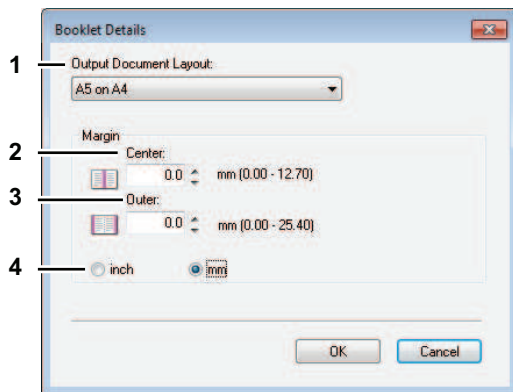 Booklet Details
1
Output Document Layout:
A5 on A4
Margin
2
Center:
0.0 mm (0.00 - 12.70)
3
Outer:
0.0 mm (0.00 - 25.40)
4
inch mm
OK Cancel